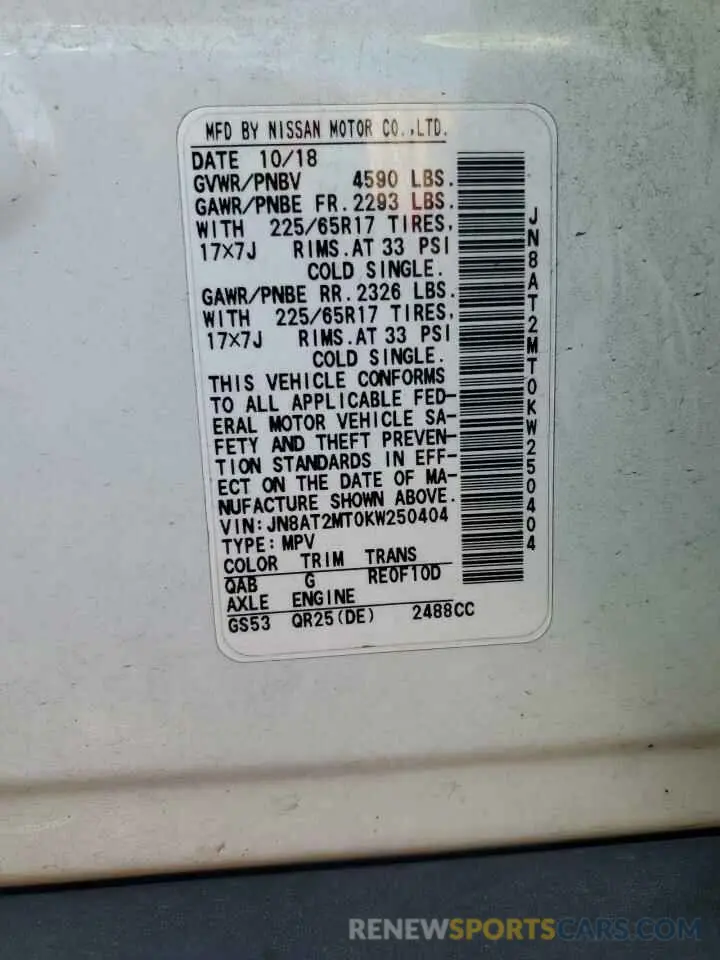 MFD BY NISSAN MOTOR CO.,LTD.
DATE 10/18
GVWR/PNBV 4590 LBS.
GAWR/PNBE FR. 2293 LBS.
WITH 225/65R17 TIRES,
17×7J RIMS.AT 33 PSI
COLD SINGLE.
GAWR/PNBE RR. 2326 LBS.
WITH 225/65R17 TIRES,
17×7J RIMS.AT 33 PSI
COLD SINGLE.
THIS VEHICLE CONFORMS
TO ALL APPLICABLE FED-
ERAL MOTOR VEHICLE SA-
FETY AND THEFT PREVEN-
TION STANDARDS IN EFF-
ECT ON THE DATE OF MA-
NUFACTURE SHOWN ABOVE.
VIN: JN8AT2MT0KW250404
TYPE: MPV
COLOR TRIM TRANS
QAB G RE0F10D
AXLE ENGINE
GS53 QR25(DE) 2488CC
JN8AT2MT0KW250404
RENEWSPORTSCARS.COM